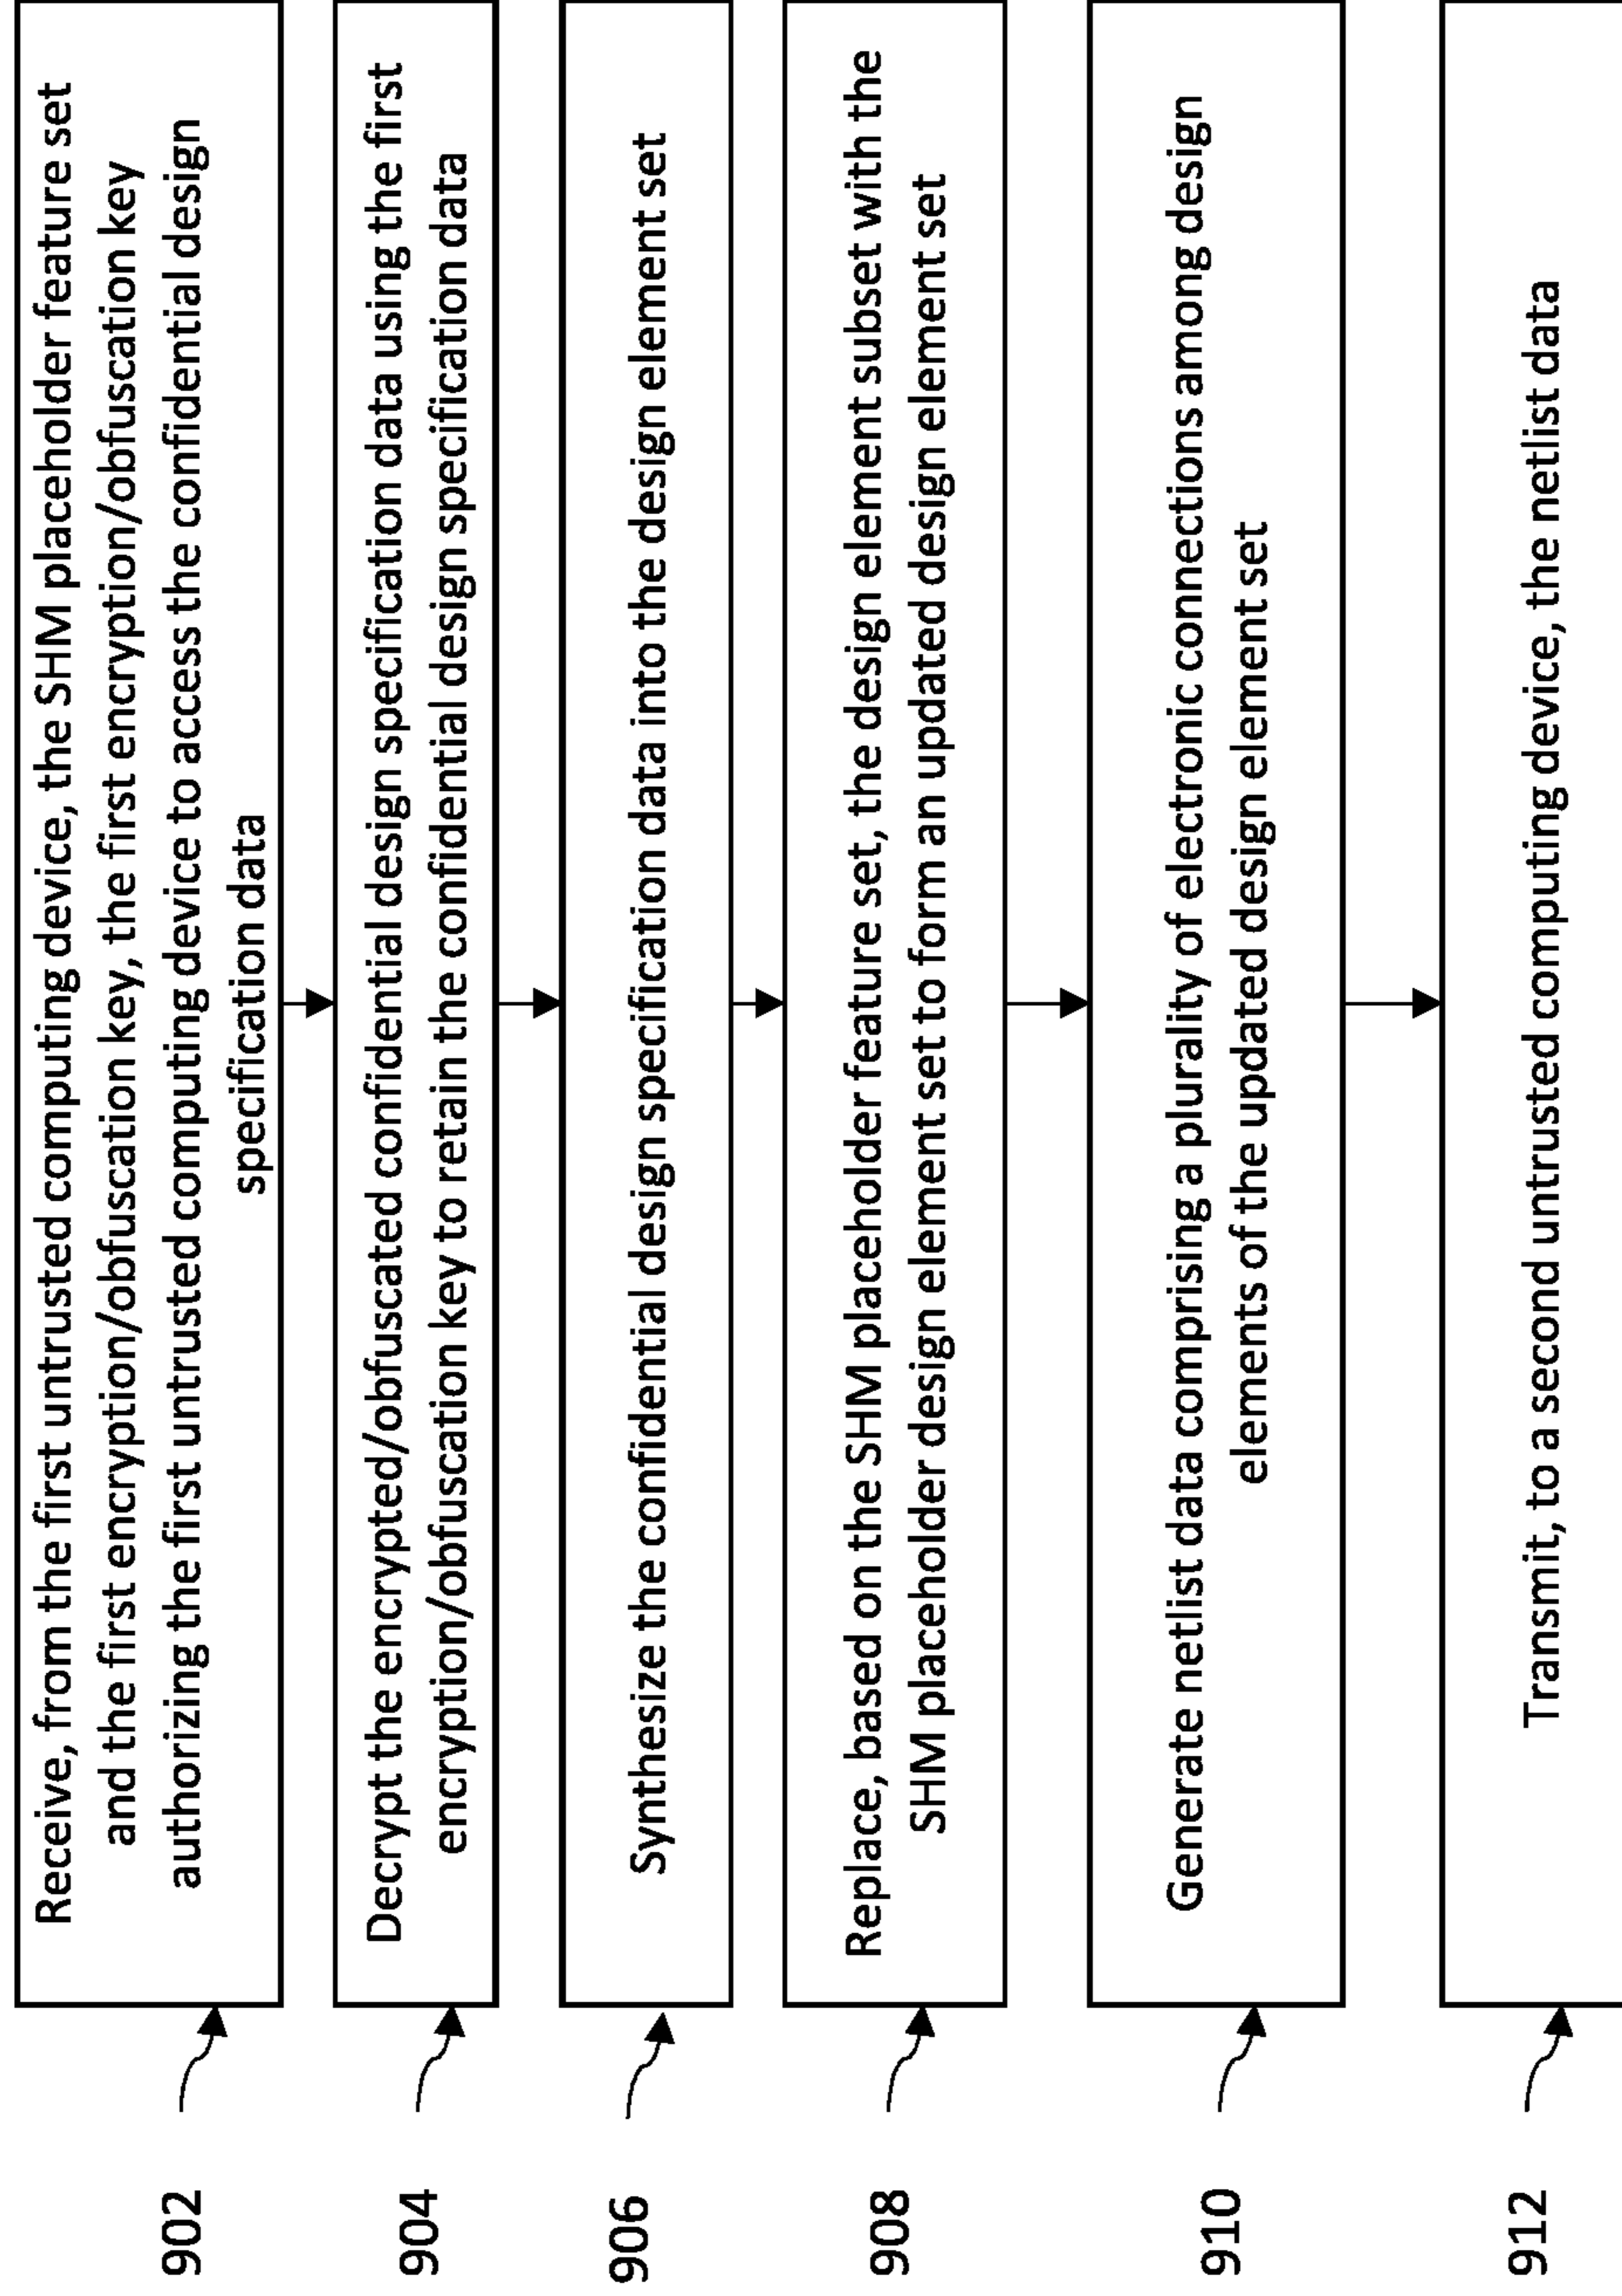 902
Receive, from the first untrusted computing device, the SHM placeholder feature set
and the first encryption/obfuscation key, the first encryption/obfuscation key
authorizing the first untrusted computing device to access the confidential design
specification data
904
Decrypt the encrypted/obfuscated confidential design specification data using the first
encryption/obfuscation key to retain the confidential design specification data
906
Synthesize the confidential design specification data into the design element set
908
Replace, based on the SHM placeholder feature set, the design element subset with the
SHM placeholder design element set to form an updated design element set
910
Generate netlist data comprising a plurality of electronic connections among design
elements of the updated design element set
912
Transmit, to a second untrusted computing device, the netlist data